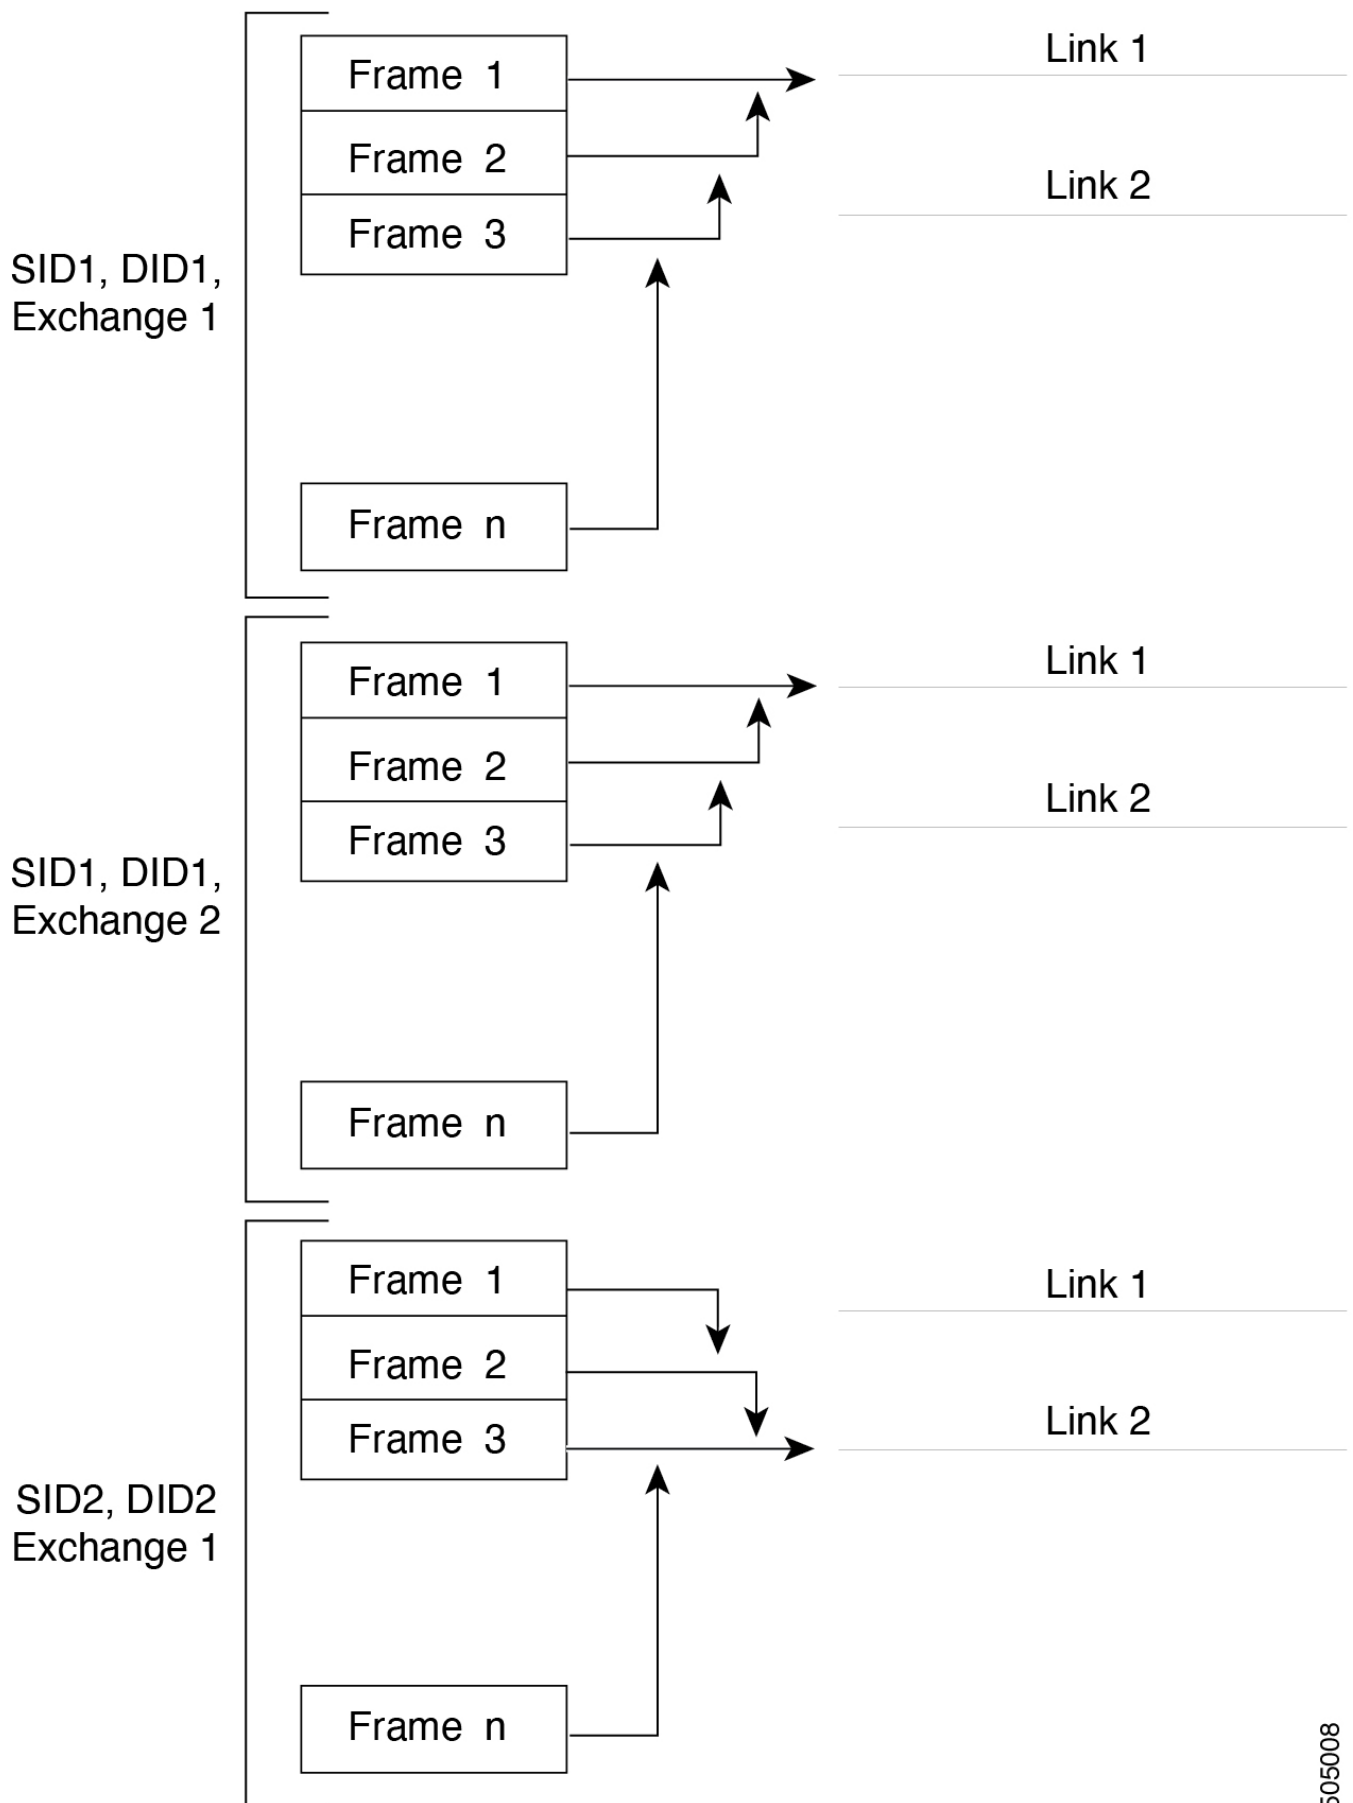 Frame 1
Link 1
Frame 2
Link 2
Frame 3
SID1, DID1,
Exchange 1
Frame n
Frame 1
Link 1
Frame 2
Link 2
Frame 3
SID1, DID1,
Exchange 2
Frame n
Frame 1
Link 1
Frame 2
Link 2
Frame 3
SID2, DID2
Exchange 1
Frame n
505008